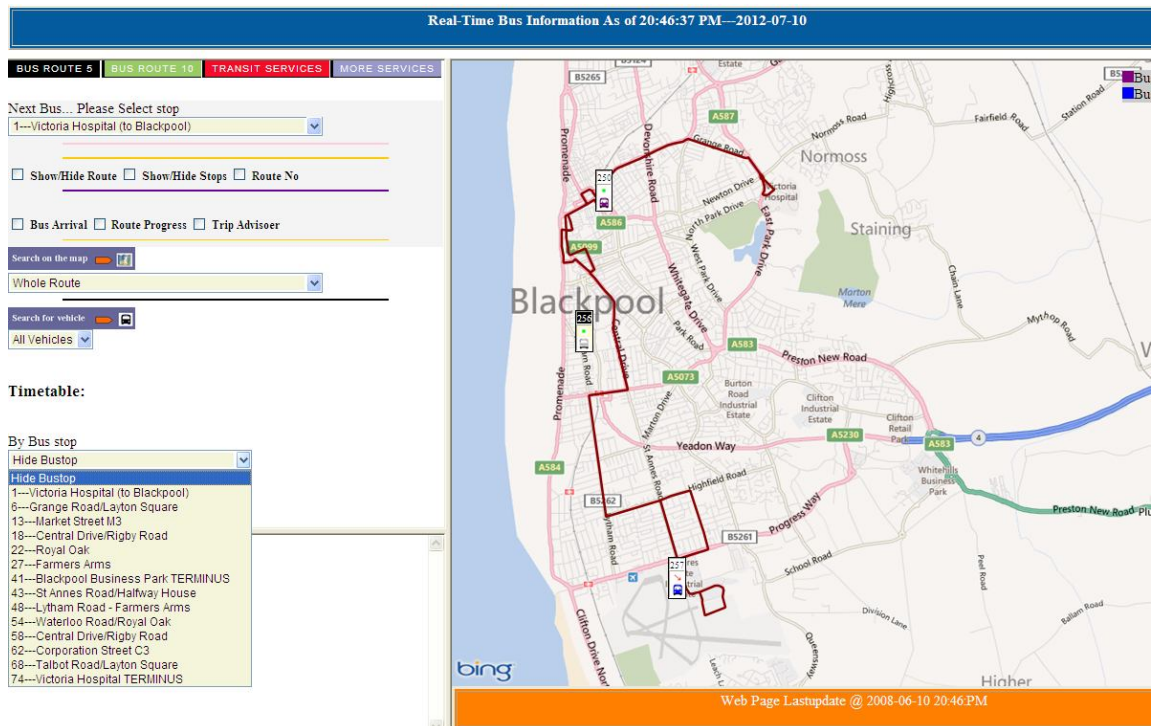 Real-Time Bus Information As of 20:46:37 PM---2012-07-10
BUS ROUTE 5
BUS ROUTE 10
TRANSIT SERVICES
MORE SERVICES
Next Bus... Please Select stop
1---Victoria Hospital (to Blackpool)
Show/Hide Route
Show/Hide Stops
Route No
Bus Arrival
Route Progress
Trip Advisoer
Search on the map
Whole Route
Search for vehicle
All Vehicles
Timetable:
By Bus stop
Hide Bustop
Hide Bustop
1---Victoria Hospital (to Blackpool)
6---Grange Road/Layton Square
13---Market Street M3
18---Central Drive/Rigby Road
22---Royal Oak
27---Farmers Arms
41---Blackpool Business Park TERMINUS
43---St Annes Road/Halfway House
48---Lytham Road - Farmers Arms
54---Waterloo Road/Royal Oak
58---Central Drive/Rigby Road
62---Corporation Street C3
68---Talbot Road/Layton Square
74---Victoria Hospital TERMINUS
B5265
Estate
Bu
Bu
A587
Promenade
Devonshire Road
Grange Road
Normoss Road
Fairfield Road
Station Road
Normoss
250
Newton Drive
Victoria
Hospital
North Park Drive
A586
East Park Drive
Staining
A5099
West Park Drive
Whitegate Drive
Chain Lane
Marton
Mere
Blackpool
256
Central Drive
Park Road
Mythop Road
A583
Preston New Road
Promenade
A5073
Burton
Road
Industrial
Estate
Marton Drive
Clifton
Industrial
Estate
Clifton
Retail
Park
Yeadon Way
A5230
A583
4
St Annes Road
A584
Highfield Road
Whitehills
Business
Park
B5262
Lytham Road
Progress Way
Preston New Road
B5261
School Road
257
Peel Road
Ballam Road
Division Lane
Queensway
Clifton Drive
Leach L
Higher
bing
Web Page Lastupdate @ 2008-06-10 20:46:PM